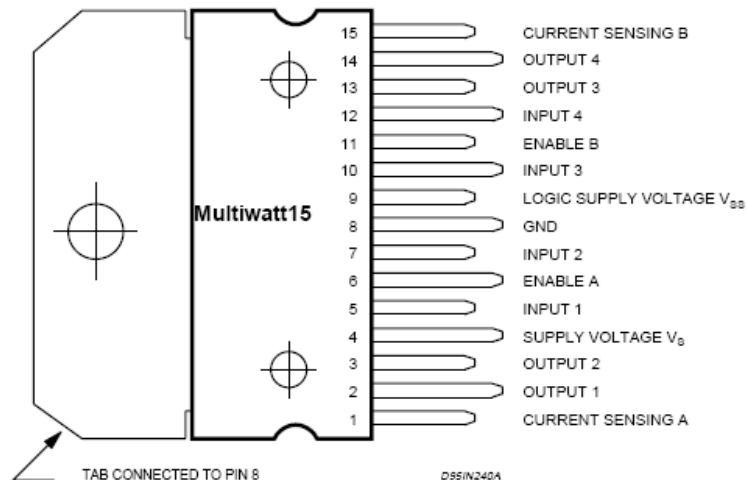 15 CURRENT SENSING B
14 OUTPUT 4
13 OUTPUT 3
12 INPUT 4
11 ENABLE B
10 INPUT 3
9 LOGIC SUPPLY VOLTAGE VSS
8 GND
7 INPUT 2
6 ENABLE A
5 INPUT 1
4 SUPPLY VOLTAGE VS
3 OUTPUT 2
2 OUTPUT 1
1 CURRENT SENSING A
Multiwatt15
TAB CONNECTED TO PIN 8
D95IN240A